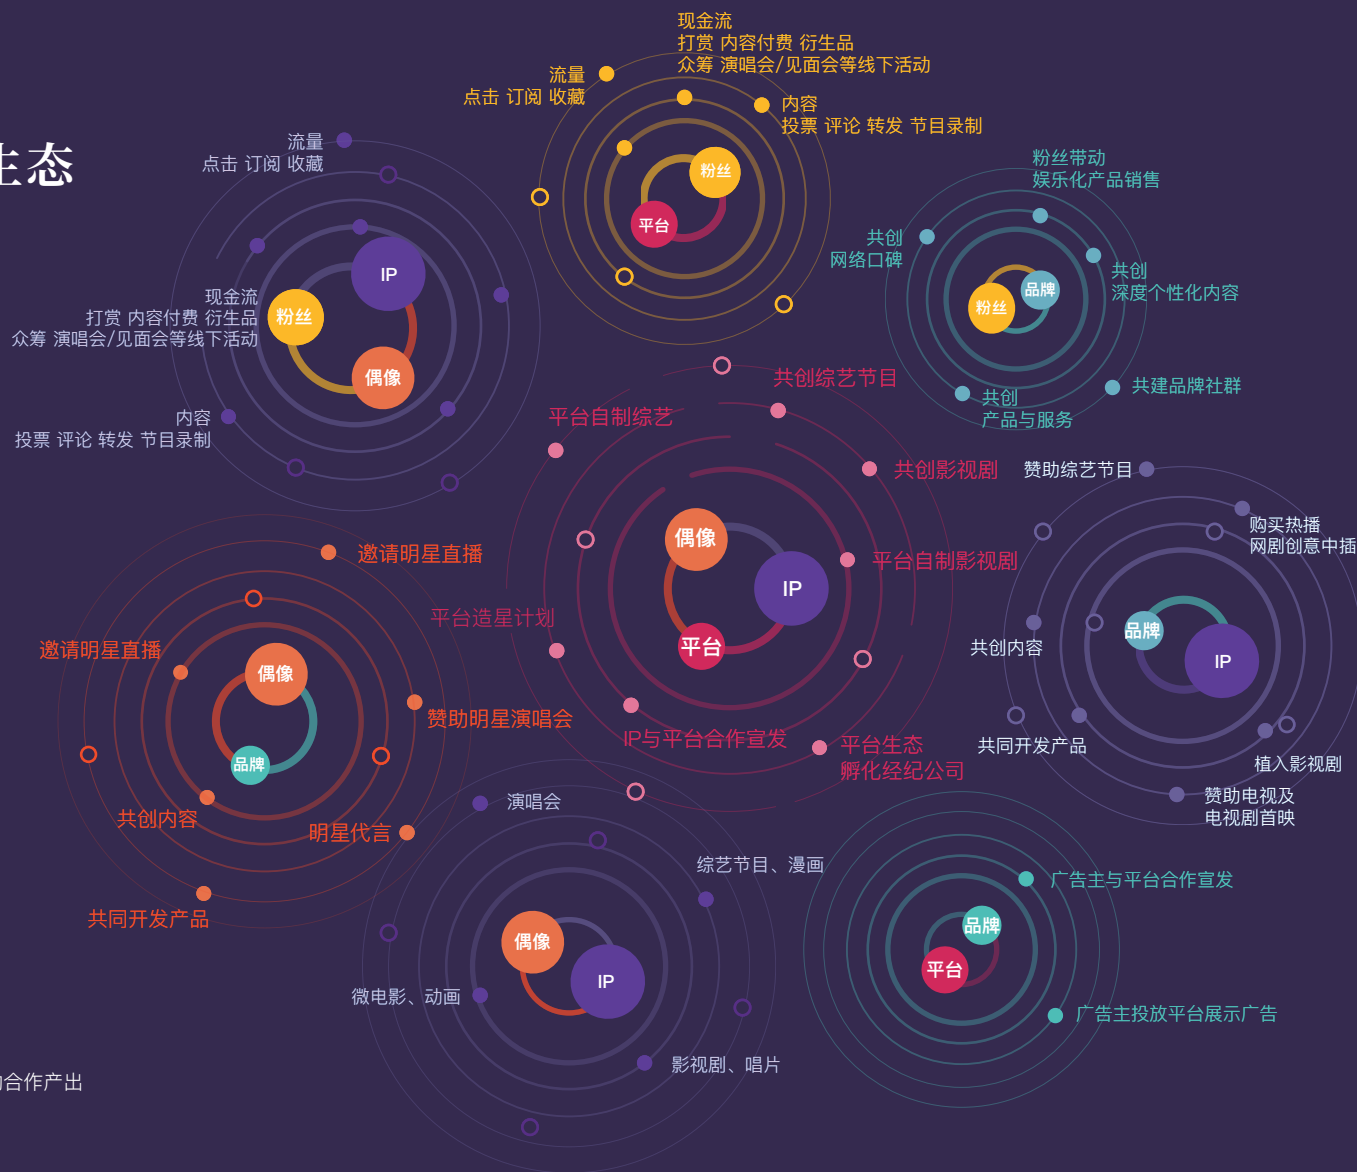 生态
现金流
打赏 内容付费 衍生品
众筹 演唱会/见面会等线下活动
流量
点击 订阅 收藏
内容
投票 评论 转发 节目录制
粉丝
平台
流量
点击 订阅 收藏
IP
现金流
打赏 内容付费 衍生品
众筹 演唱会/见面会等线下活动
粉丝
偶像
内容
投票 评论 转发 节目录制
粉丝带动
娱乐化产品销售
共创
网络口碑
共创
深度个性化内容
品牌
粉丝
共创
产品与服务
共建品牌社群
共创综艺节目
平台自制综艺
共创影视剧
偶像
平台自制影视剧
IP
平台造星计划
平台
IP与平台合作宣发
平台生态
孵化经纪公司
赞助综艺节目
购买热播
网剧创意中插
品牌
共创内容
IP
共同开发产品
植入影视剧
赞助电视及
电视剧首映
邀请明星直播
邀请明星直播
偶像
赞助明星演唱会
品牌
共创内容
明星代言
共同开发产品
演唱会
综艺节目、漫画
偶像
IP
微电影、动画
影视剧、唱片
广告主与平台合作宣发
品牌
平台
广告主投放平台展示广告
合作产出